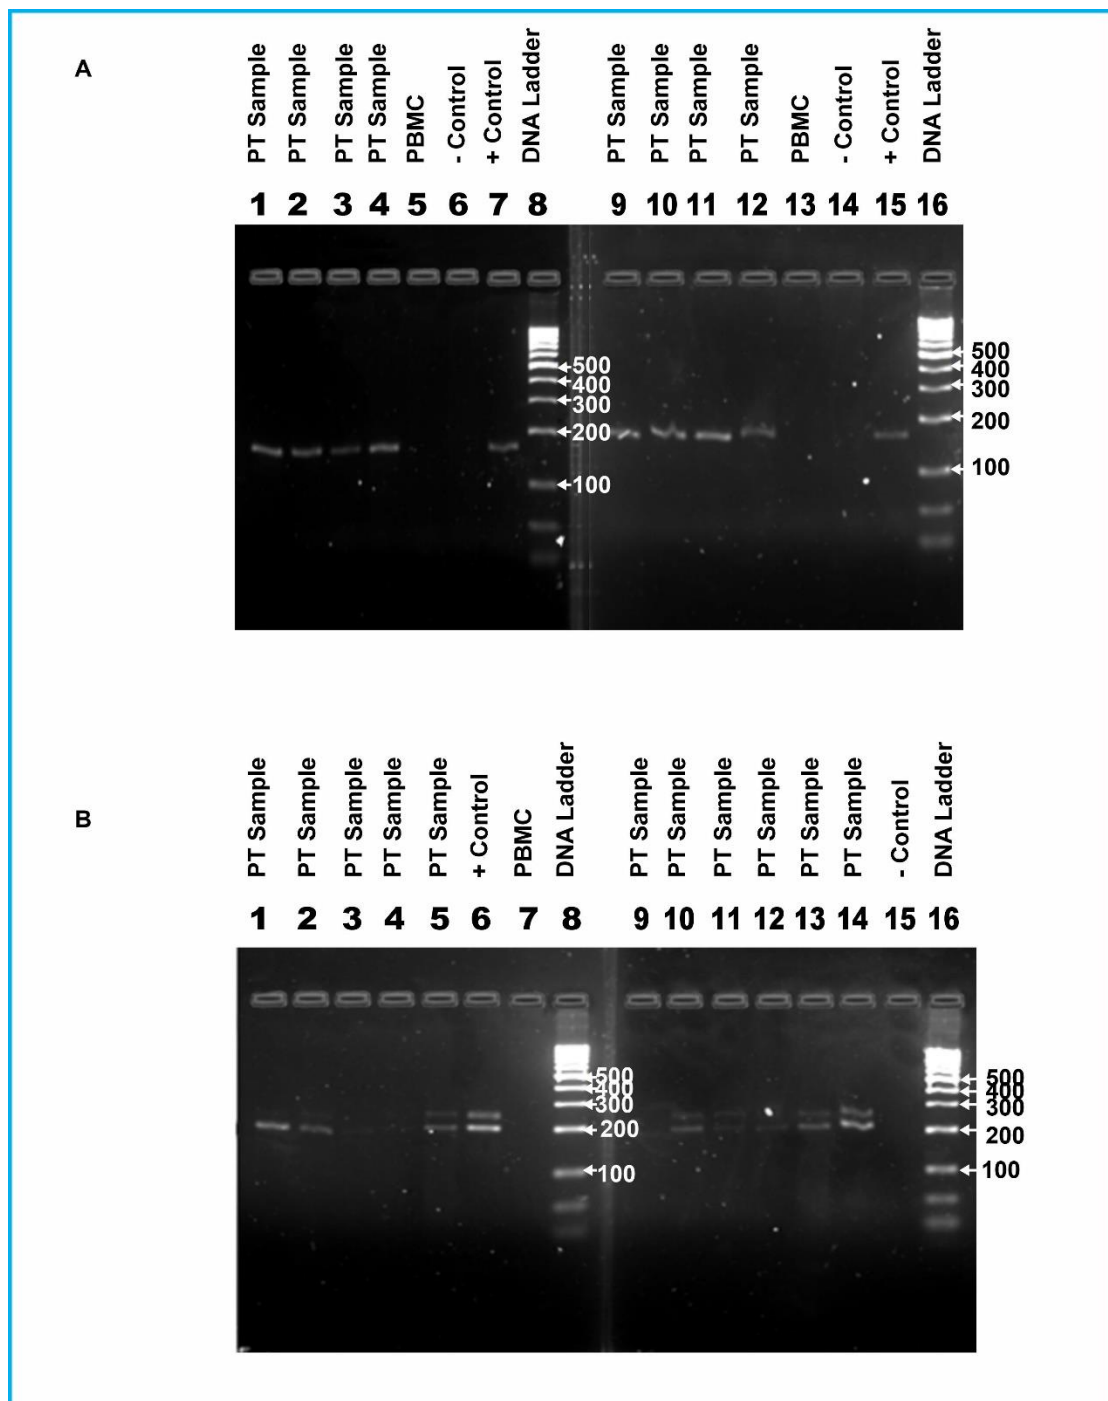 A
PT Sample
PT Sample
PT Sample
PT Sample
PBMC
- Control
+ Control
DNA Ladder
PT Sample
PT Sample
PT Sample
PT Sample
PBMC
- Control
+ Control
DNA Ladder
1 2 3 4 5 6 7 8 9 10 11 12 13 14 15 16
500
400
300
200
100
500
400
300
200
100
B
PT Sample
PT Sample
PT Sample
PT Sample
PT Sample
+ Control
PBMC
DNA Ladder
PT Sample
PT Sample
PT Sample
PT Sample
PT Sample
PT Sample
- Control
DNA Ladder
1 2 3 4 5 6 7 8 9 10 11 12 13 14 15 16
500
400
300
200
100
500
400
300
200
100